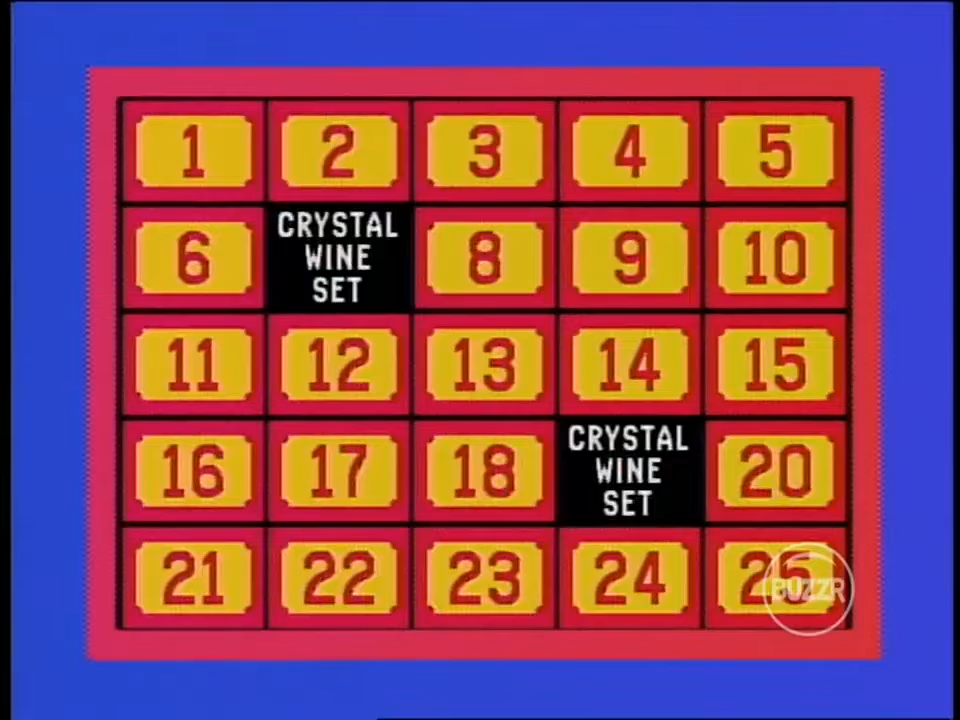 1 2 3 4 5
6 CRYSTAL WINE SET 8 9 10
11 12 13 14 15
16 17 18 CRYSTAL WINE SET 20
21 22 23 24 25
BUZZR